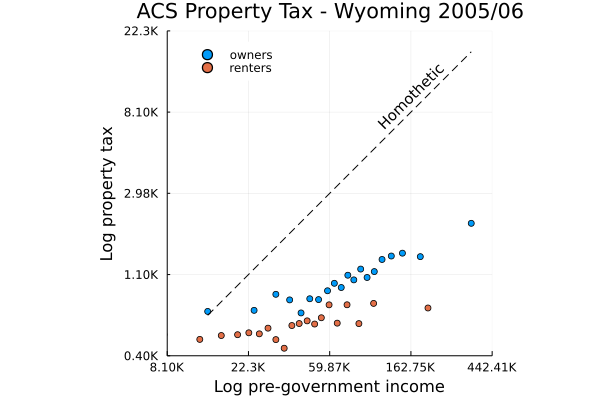 ACS Property Tax - Wyoming 2005/06
22.3K
owners
renters
Homothetic
8.10K
2.98K
1.10K
0.40K
Log property tax
8.10K 22.3K 59.87K 162.75K 442.41K
Log pre-government income